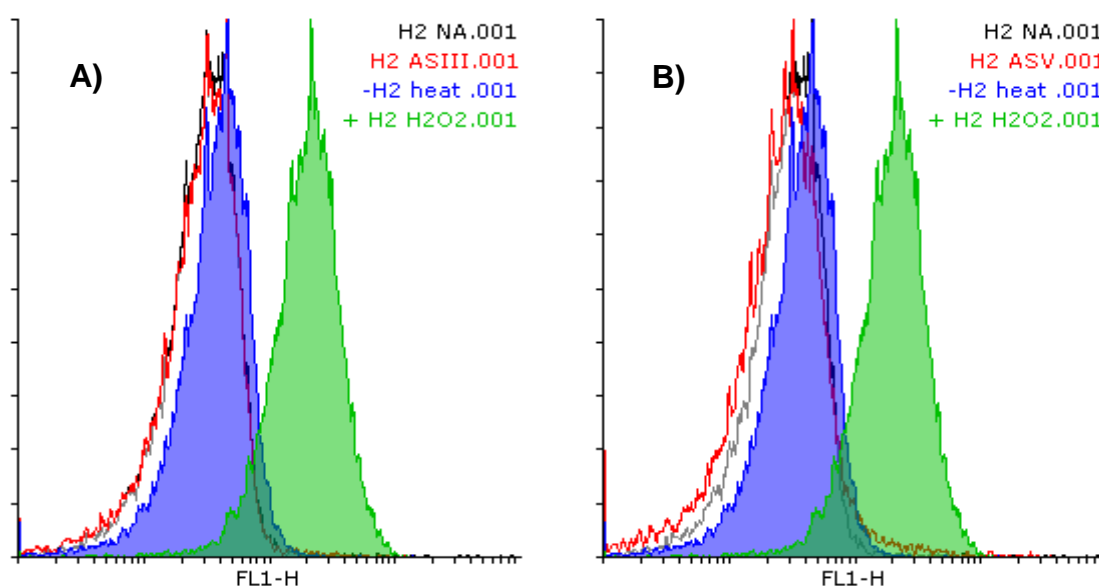 A)
H2 NA.001
H2 ASIII.001
-H2 heat .001
+ H2 H2O2.001
FL1-H
B)
H2 NA.001
H2 ASV.001
-H2 heat .001
+ H2 H2O2.001
FL1-H